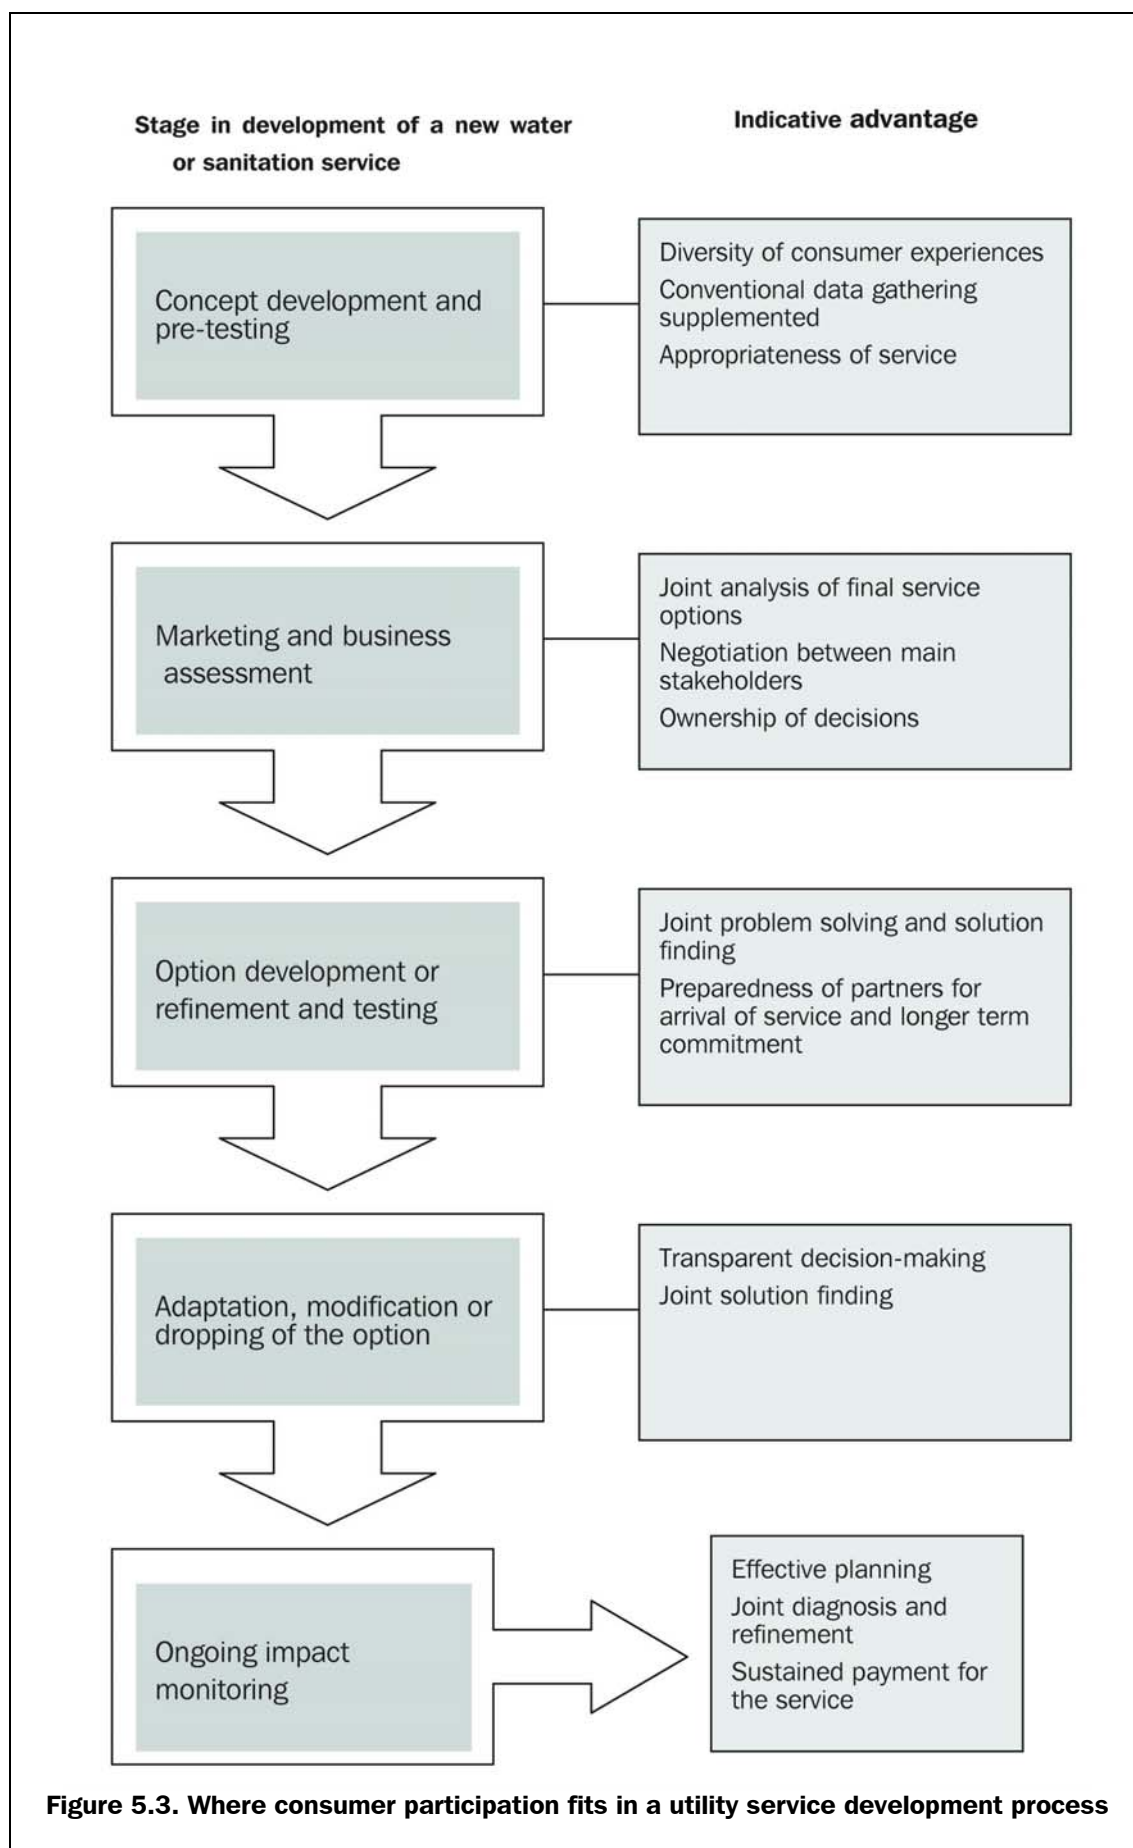 Stage in development of a new water
or sanitation service
Indicative advantage
Concept development and
pre-testing
Diversity of consumer experiences
Conventional data gathering
supplemented
Appropriateness of service
Marketing and business
assessment
Joint analysis of final service
options
Negotiation between main
stakeholders
Ownership of decisions
Option development or
refinement and testing
Joint problem solving and solution
finding
Preparedness of partners for
arrival of service and longer term
commitment
Adaptation, modification or
dropping of the option
Transparent decision-making
Joint solution finding
Ongoing impact
monitoring
Effective planning
Joint diagnosis and
refinement
Sustained payment for
the service
Figure 5.3. Where consumer participation fits in a utility service development process